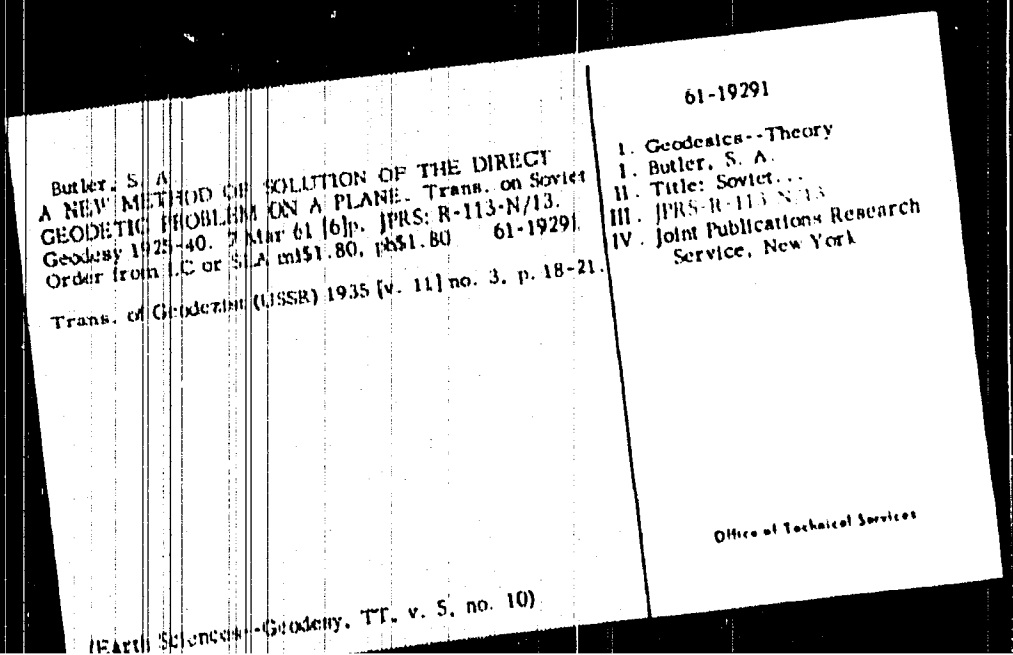 Butler, S. A.
A NEW METHOD OF SOLUTION OF THE DIRECT
GEODETIC PROBLEM ON A PLANE. Trans. on Soviet
Geodesy 1925-40. 7 Mar 61 [6]p. JPRS: R-113-N/13.
Order from LC or SLA mi$1.80, ph$1.80 61-19291
Trans. of Geodezist (USSR) 1935 [v. 11] no. 3, p. 18-21.
(Earth Sciences--Geodesy, TT, v. 5, no. 10)
61-19291
1. Geodesics--Theory
I. Butler, S. A.
II. Title: Soviet...
III. JPRS-R-113-N/13
IV. Joint Publications Research
Service, New York
Office of Technical Services